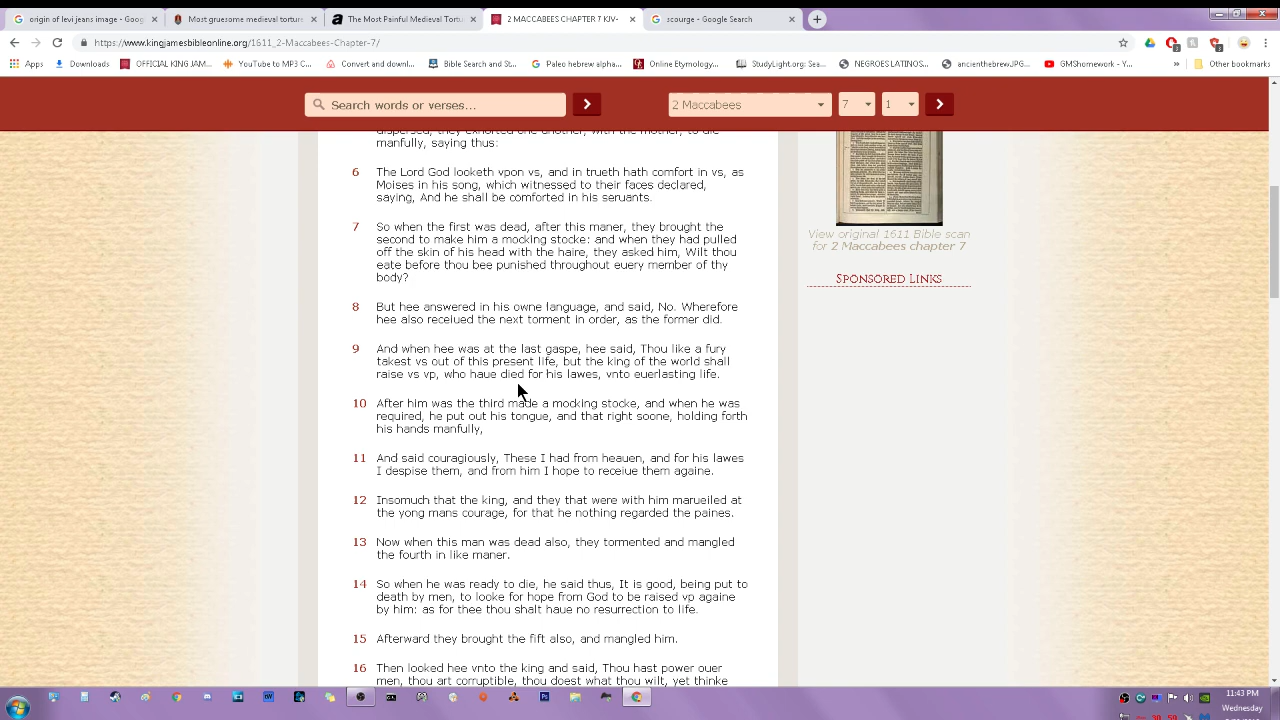 origin of levi jeans image - Goog
Most gruesome medieval torture
The Most Painful Medieval Tortu
2 M CHAPTER 7 KJV-
scourge - Google Search
https://www.kingjamesbibleonline.org/1611_2-Maccabees-Chapter-7/
Apps
Downloads
OFFICIAL KING JAM...
YouTube to MP3 C...
Convert and downl...
Bible Search and So...
Paleo hebrew alpha...
Online Etymology...
StudyLight.org: Sea...
NEGROES LATINOS...
ancienthebrewJPG...
GMShomework - Y...
Other bookmarks
Search words or verses...
2 Maccabees
7
1
dispersed, they exhorted one another, with the mother, to die
manfully, saying thus:
6 The Lord God looketh vpon vs, and in trueth hath comfort in vs, as
Moises in his song, which witnessed to their faces declared,
saying, And he shall be comforted in his seruants.
7 So when the first was dead, after this maner, they brought the
second to make him a mocking stocke: and when they had pulled
off the skin of his head with the haire, they asked him, Wilt thou
eate before thou bee punished throughout euery member of thy
body?
8 But hee answered in his owne language, and said, No. Wherefore
hee also receiued the next torment in order, as the former did.
9 And when hee was at the last gaspe, hee said, Thou like a fury
takest vs out of this present life, but the king of the world shall
raise vs vp, who haue died for his lawes, vnto euerlasting life.
10 After him was the third made a mocking stocke, and when he was
required, he put out his tongue, and that right soone, holding forth
his hands manfully,
11 And said couragiously, These I had from heauen, and for his lawes
I despise them, and from him I hope to receiue them againe.
12 Insomuch that the king, and they that were with him marueiled at
the yong mans courage, for that he nothing regarded the paines.
13 Now when this man was dead also, they tormented and mangled
the fourth in like maner.
14 So when he was ready to die, he said thus, It is good, being put to
death by men, to looke for hope from God to be raised vp againe
by him: as for thee thou shalt haue no resurrection to life.
15 Afterward they brought the fift also, and mangled him.
16 Then looked hee vnto the king and said, Thou hast power ouer
men, thou art corruptible, thou doest what thou wilt, yet thinke
View original 1611 Bible scan
for 2 Maccabees chapter 7
SPONSORED LINKS
11:43 PM
Wednesday